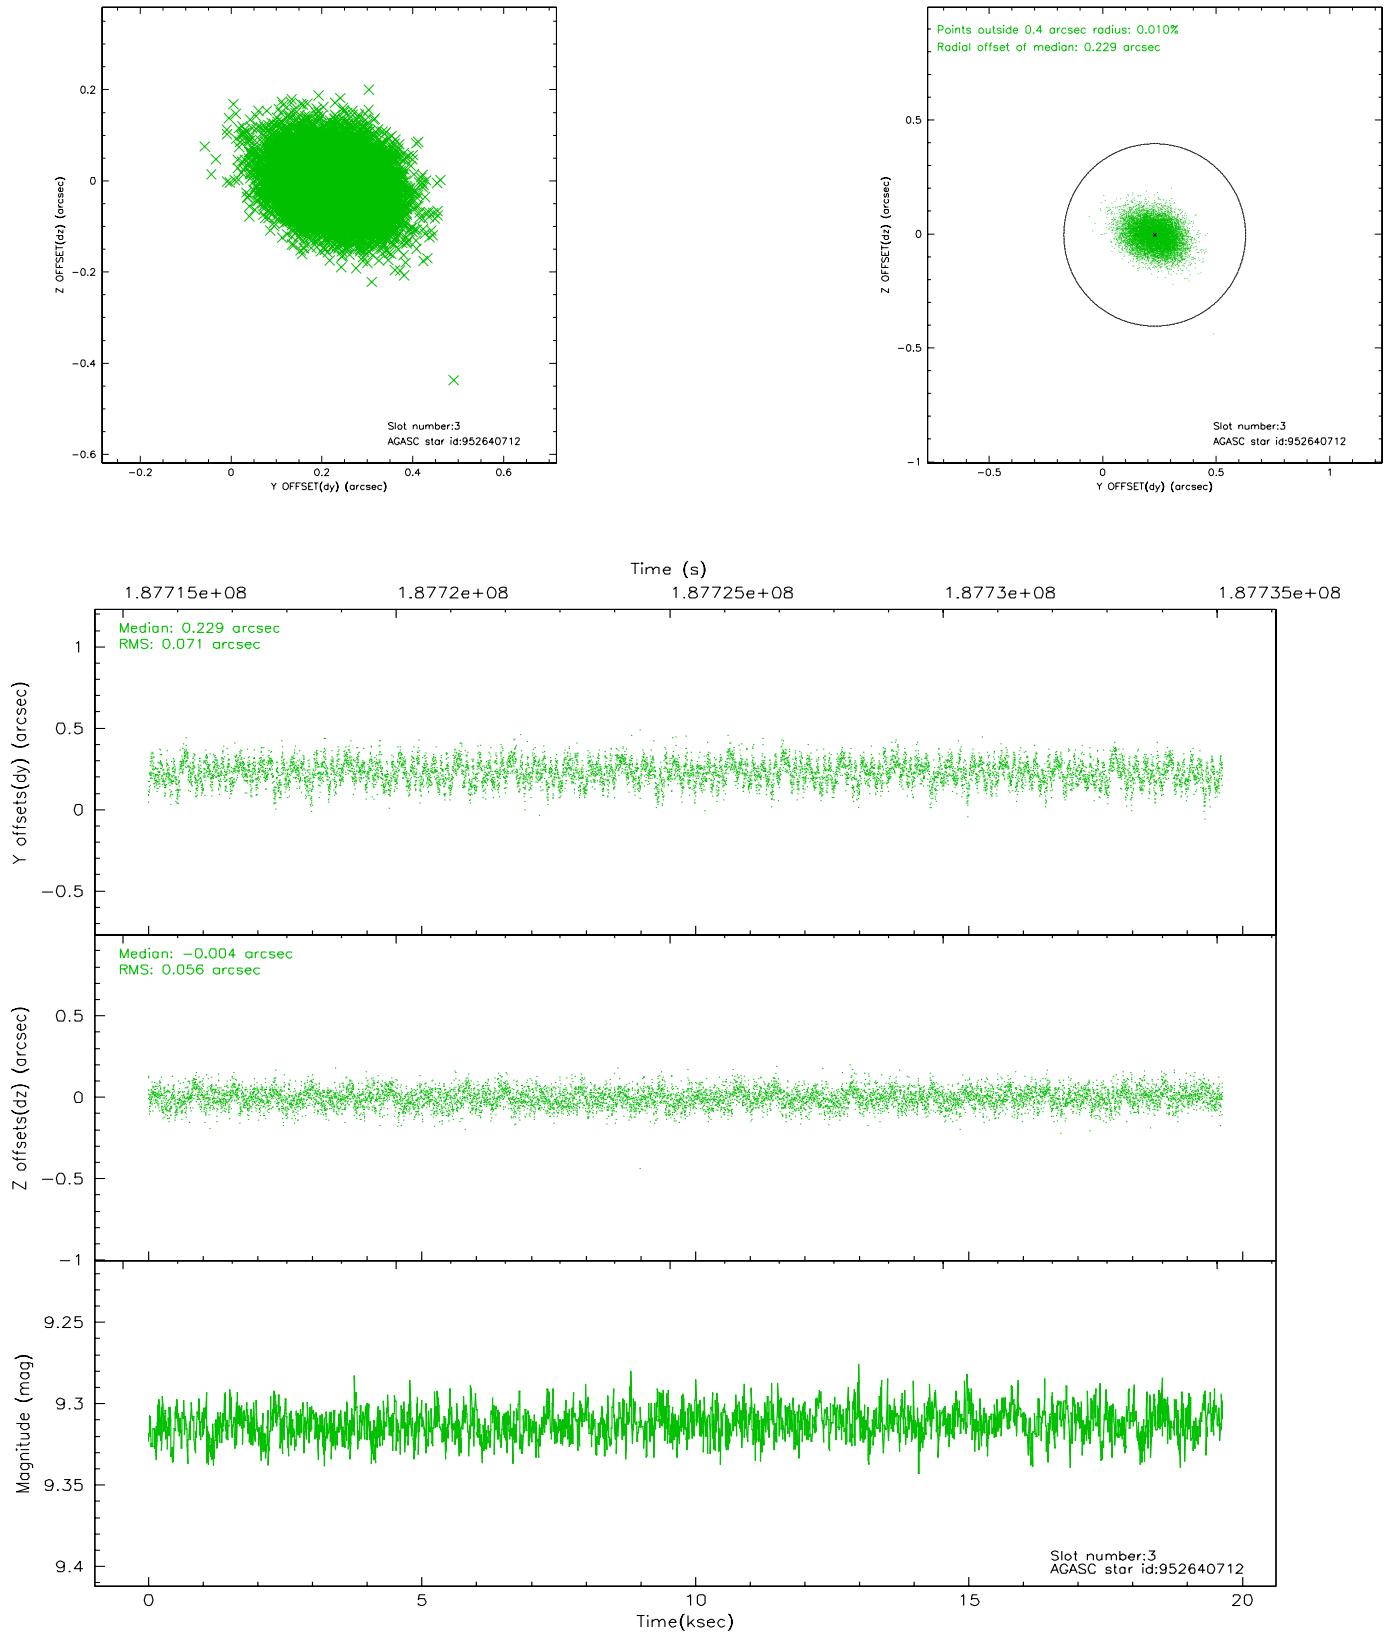 0.2
0
−0.2
−0.4
−0.6
Z OFFSET(dz) (arcsec)
Slot number:3
AGASC star id:952640712
−0.2
0
0.2
0.4
0.6
Y OFFSET(dy) (arcsec)
Points outside 0.4 arcsec radius: 0.010%
Radial offset of median: 0.229 arcsec
0.5
0
−0.5
−1
Z OFFSET(dz) (arcsec)
Slot number:3
AGASC star id:952640712
−0.5
0
0.5
1
Y OFFSET(dy) (arcsec)
Time (s)
1.87715e+08
1.8772e+08
1.87725e+08
1.8773e+08
1.87735e+08
Median: 0.229 arcsec
RMS: 0.071 arcsec
1
0.5
0
−0.5
Y offsets(dy) (arcsec)
Median: −0.004 arcsec
RMS: 0.056 arcsec
0.5
0
−0.5
−1
Z offsets(dz) (arcsec)
9.25
9.3
9.35
9.4
Magnitude (mag)
Slot number:3
AGASC star id:952640712
0
5
10
15
20
Time(ksec)